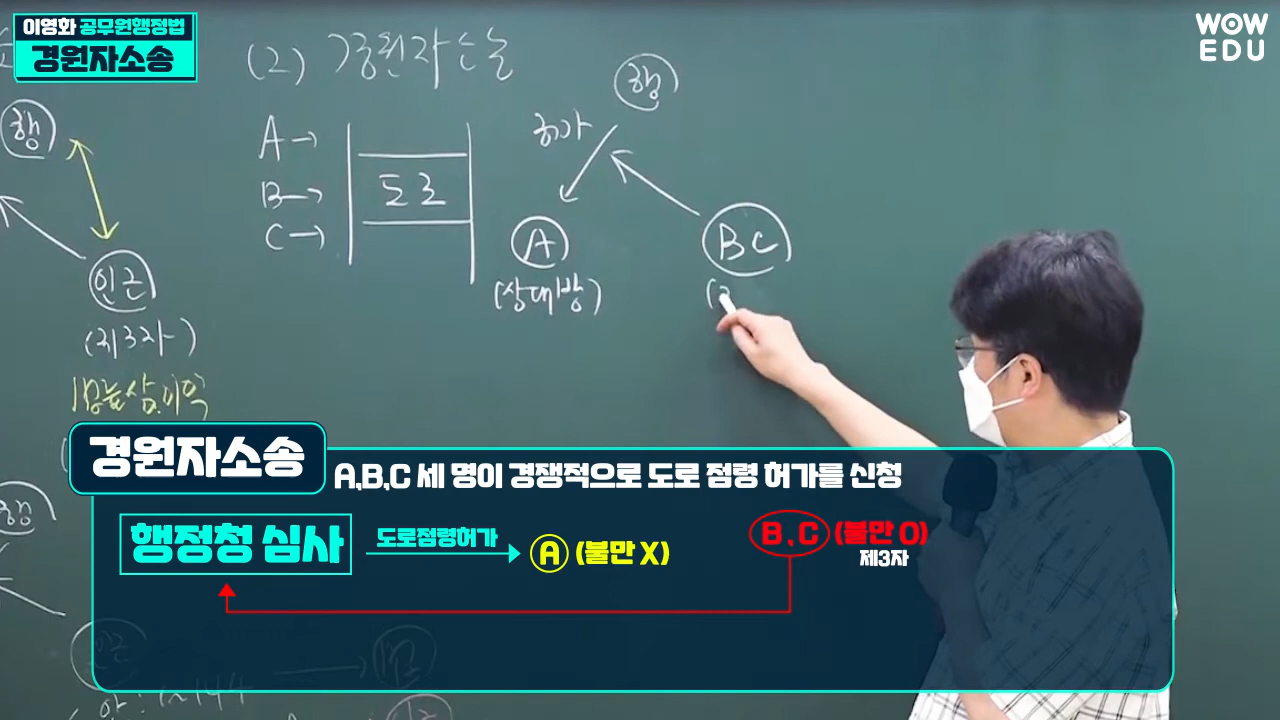 이영화 공무원행정법
경원자소송
WOW
EDU
(2) 경원자소송
행
행
허가
A→
B→
C→
도로
A
BC
인근
(상대방)
(제3자)
경원자소송
A,B,C 세 명이 경쟁적으로 도로 점령 허가를 신청
행정청 심사
도로점령허가
A (불만 X)
B, C (불만 O)
제3자
행
인근